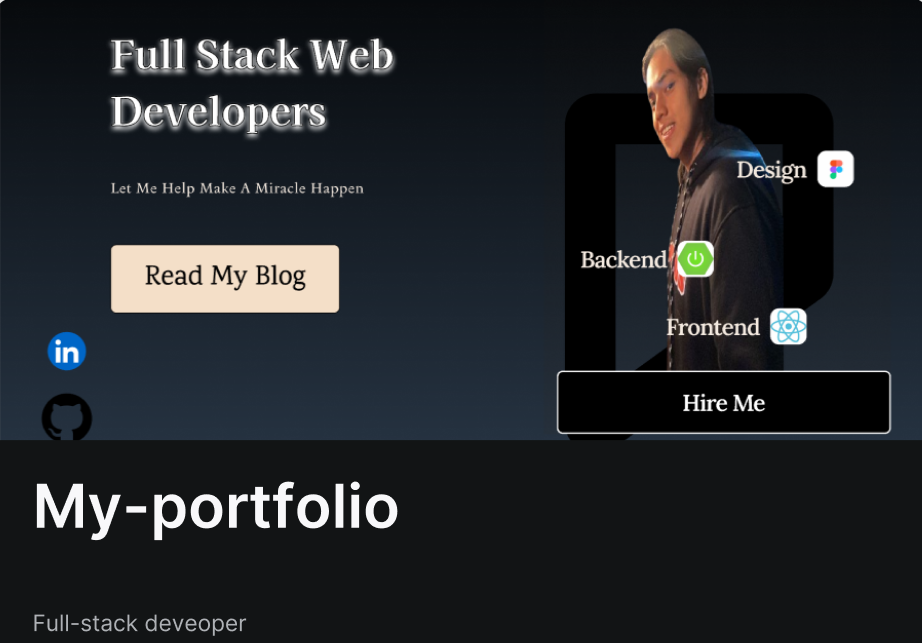 Full Stack Web
Developers
Let Me Help Make A Miracle Happen
Read My Blog
in
Design
Backend
Frontend
Hire Me
My-portfolio
Full-stack deveoper